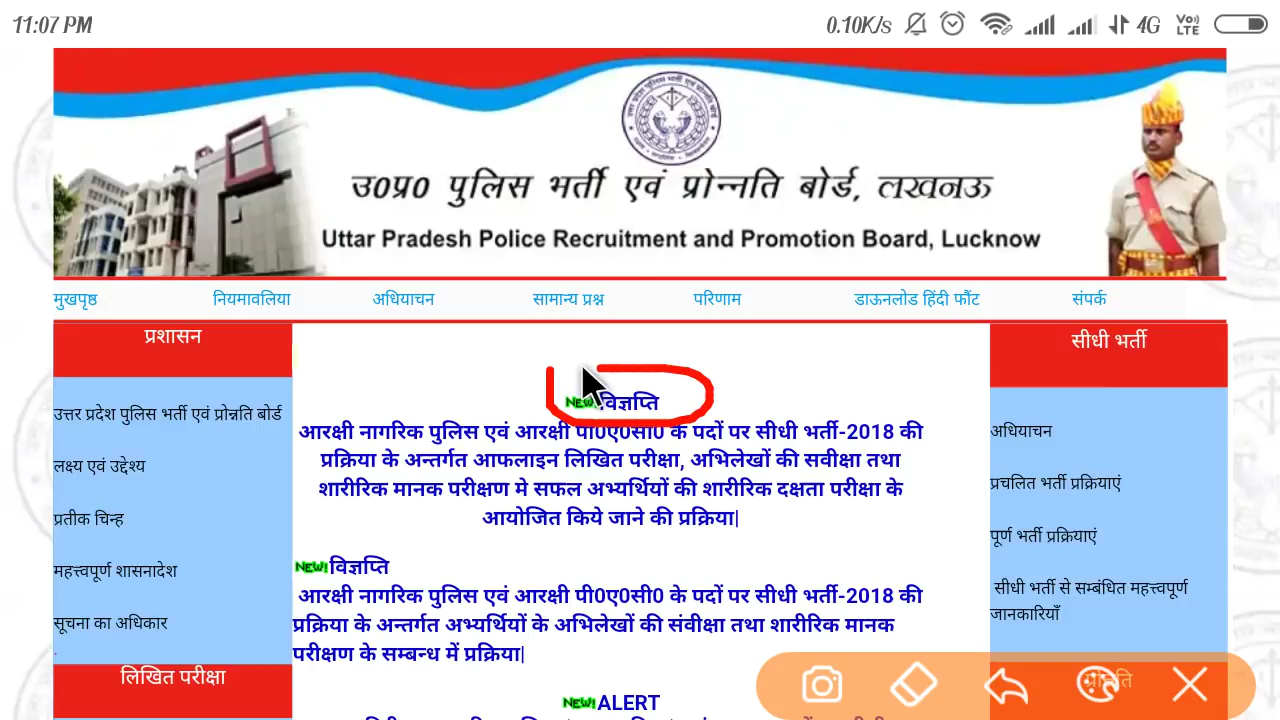 11:07 PM
0.10K/s
4G
Vo)) LTE
उ0प्र0 पुलिस भर्ती एवं प्रोन्नति बोर्ड, लखनऊ
Uttar Pradesh Police Recruitment and Promotion Board, Lucknow
मुखपृष्ठ नियमावलिया अधियाचन सामान्य प्रश्न परिणाम डाऊनलोड हिंदी फौंट संपर्क
प्रशासन
उत्तर प्रदेश पुलिस भर्ती एवं प्रोन्नति बोर्ड
लक्ष्य एवं उद्देश्य
प्रतीक चिन्ह
महत्त्वपूर्ण शासनादेश
सूचना का अधिकार
लिखित परीक्षा
NEW! विज्ञप्ति
आरक्षी नागरिक पुलिस एवं आरक्षी पी0ए0सी0 के पदों पर सीधी भर्ती-2018 की
प्रक्रिया के अन्तर्गत आफलाइन लिखित परीक्षा, अभिलेखों की सवीक्षा तथा
शारीरिक मानक परीक्षण मे सफल अभ्यर्थियों की शारीरिक दक्षता परीक्षा के
आयोजित किये जाने की प्रक्रिया|
NEW! विज्ञप्ति
आरक्षी नागरिक पुलिस एवं आरक्षी पी0ए0सी0 के पदों पर सीधी भर्ती-2018 की
प्रक्रिया के अन्तर्गत अभ्यर्थियों के अभिलेखों की संवीक्षा तथा शारीरिक मानक
परीक्षण के सम्बन्ध में प्रक्रिया|
NEW! ALERT
सीधी भर्ती
अधियाचन
प्रचलित भर्ती प्रक्रियाएं
पूर्ण भर्ती प्रक्रियाएं
सीधी भर्ती से सम्बंधित महत्त्वपूर्ण
जानकारियाँ